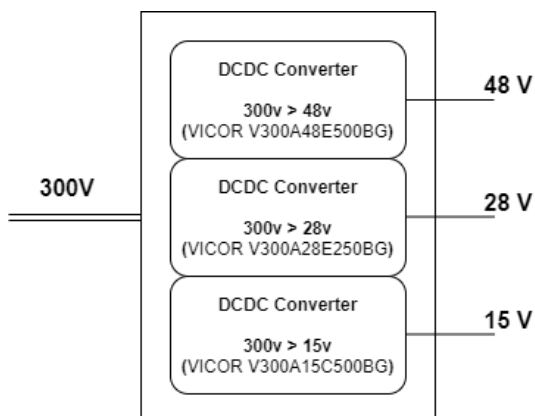 DCDC Converter
300v > 48v
(VICOR V300A48E500BG)
48 V
300V
DCDC Converter
300v > 28v
(VICOR V300A28E250BG)
28 V
DCDC Converter
300v > 15v
(VICOR V300A15C500BG)
15 V